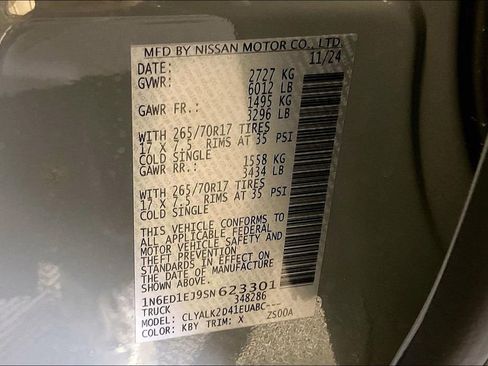 MFD BY NISSAN MOTOR CO., LTD.
DATE: 11/24
GVWR: 2727 KG
6012 LB
GAWR FR.: 1495 KG
3296 LB
WITH 265/70R17 TIRES
17 X 7.5 RIMS AT 35 PSI
COLD SINGLE
GAWR RR.: 1558 KG
3434 LB
WITH 265/70R17 TIRES
17 X 7.5 RIMS AT 35 PSI
COLD SINGLE
THIS VEHICLE CONFORMS TO
ALL APPLICABLE FEDERAL
MOTOR VEHICLE SAFETY AND
THEFT PREVENTION
STANDARDS IN EFFECT ON
THE DATE OF MANUFACTURE
1N6ED1EJ9SN623301
TRUCK 348286
MODEL: CLYALK2D41EUABC----
COLOR: KBY TRIM: X ZS00A